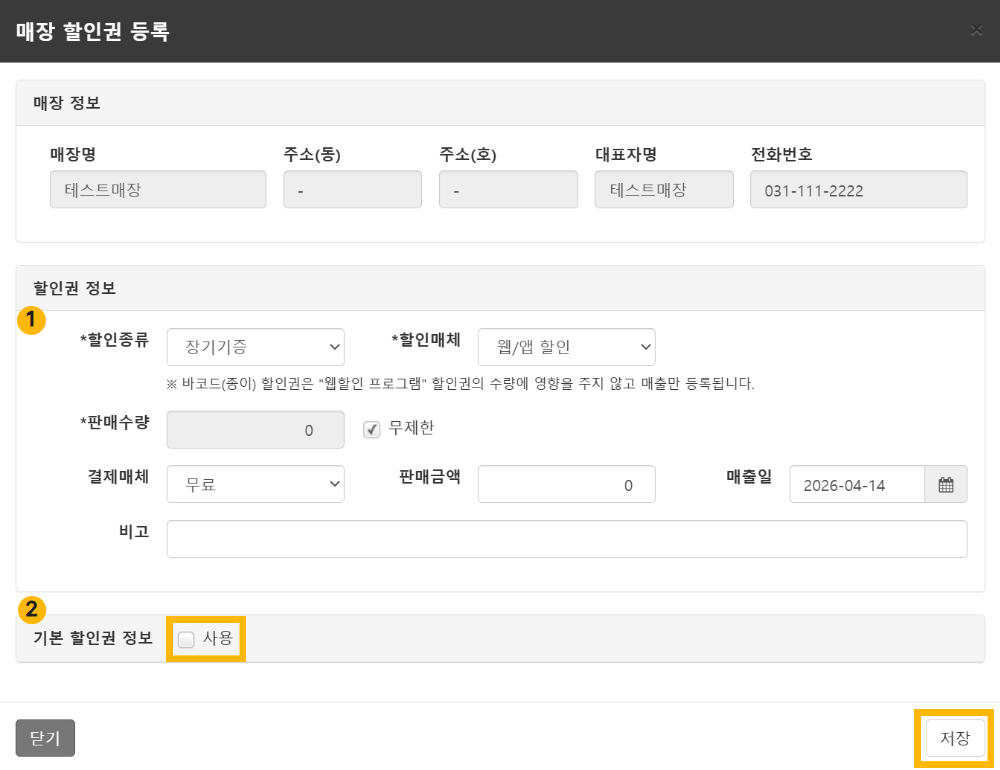 매장 할인권 등록
×
매장 정보
매장명 주소(동) 주소(호) 대표자명 전화번호
테스트매장 - - 테스트매장 031-111-2222
할인권 정보
1
*할인종류 장기기증 *할인매체 웹/앱 할인
※ 바코드(종이) 할인권은 "웹할인 프로그램" 할인권의 수량에 영향을 주지 않고 매출만 등록됩니다.
*판매수량 0 무제한
결제매체 무료 판매금액 0 매출일 2026-04-14
비고
2
기본 할인권 정보 사용
닫기 저장